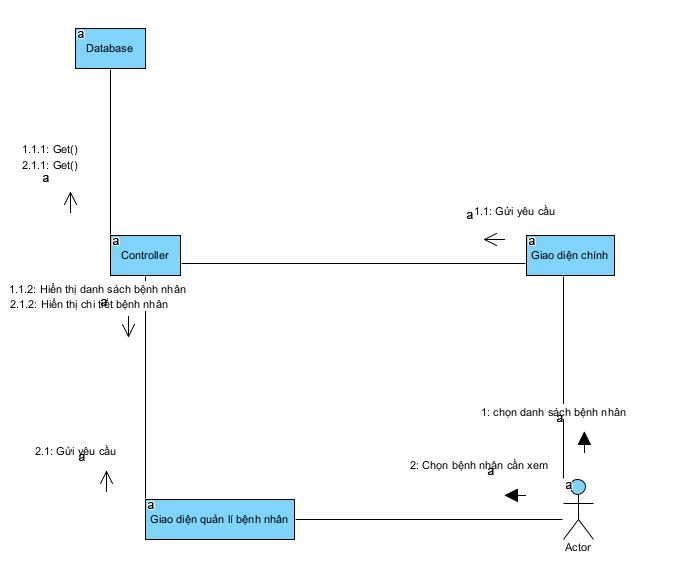 a
Database
1.1.1: Get()
2.1.1: Get()
a
a
1.1: Gửi yêu cầu
a
Controller
a
Giao diện chính
1.1.2: Hiển thị danh sách bệnh nhân
2.1.2: Hiển thị chi tiết bệnh nhân
a
1: chọn danh sách bệnh nhân
a
2.1: Gửi yêu cầu
a
2: Chọn bệnh nhân cần xem
a
a
Giao diện quản lí bệnh nhân
a
Actor